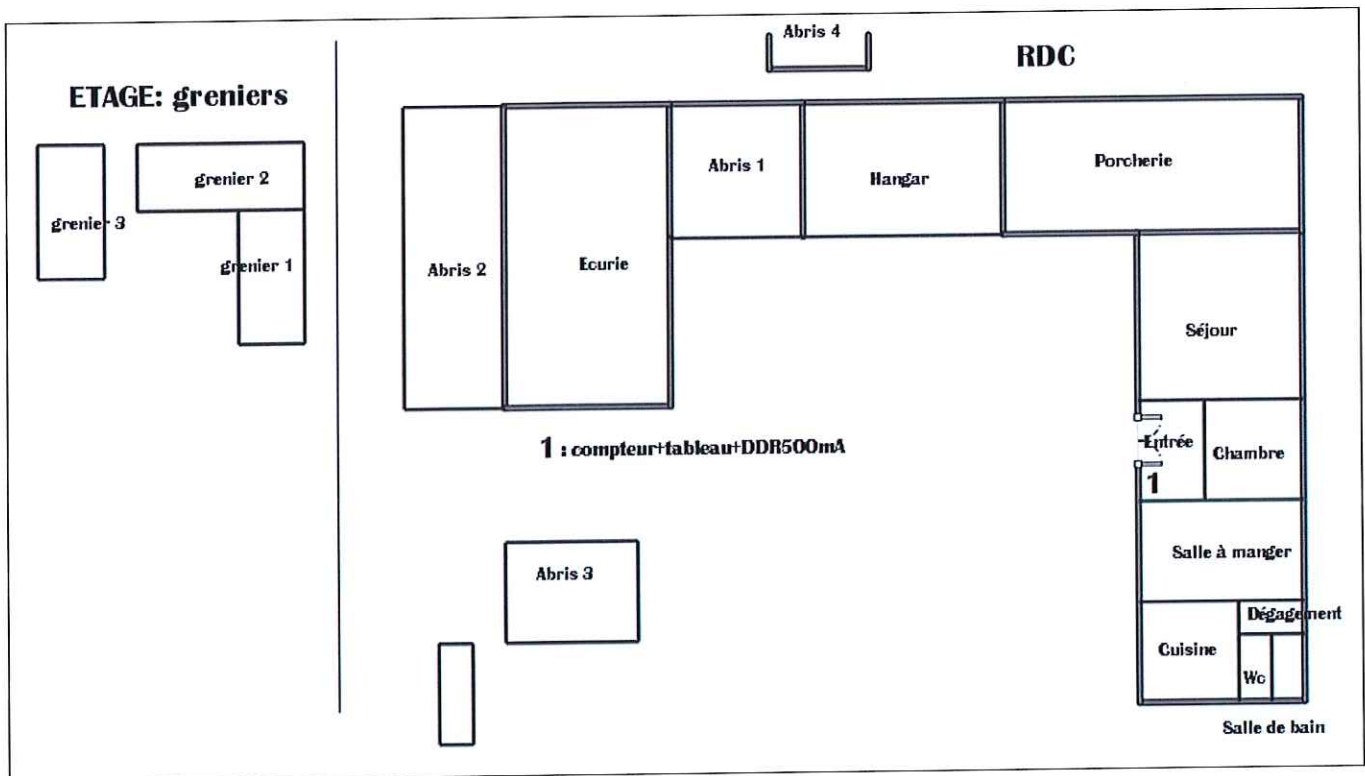 ETAGE: greniers
grenier 3
grenier 2
grenier 1
Abris 4
RDC
Abris 2
Ecurie
Abris 1
Hangar
Porcherie
Séjour
1 : compteur+tableau+DDR500mA
Entrée
1
Chambre
Salle à manger
Abris 3
Dégagement
Cuisine
Wc
Salle de bain